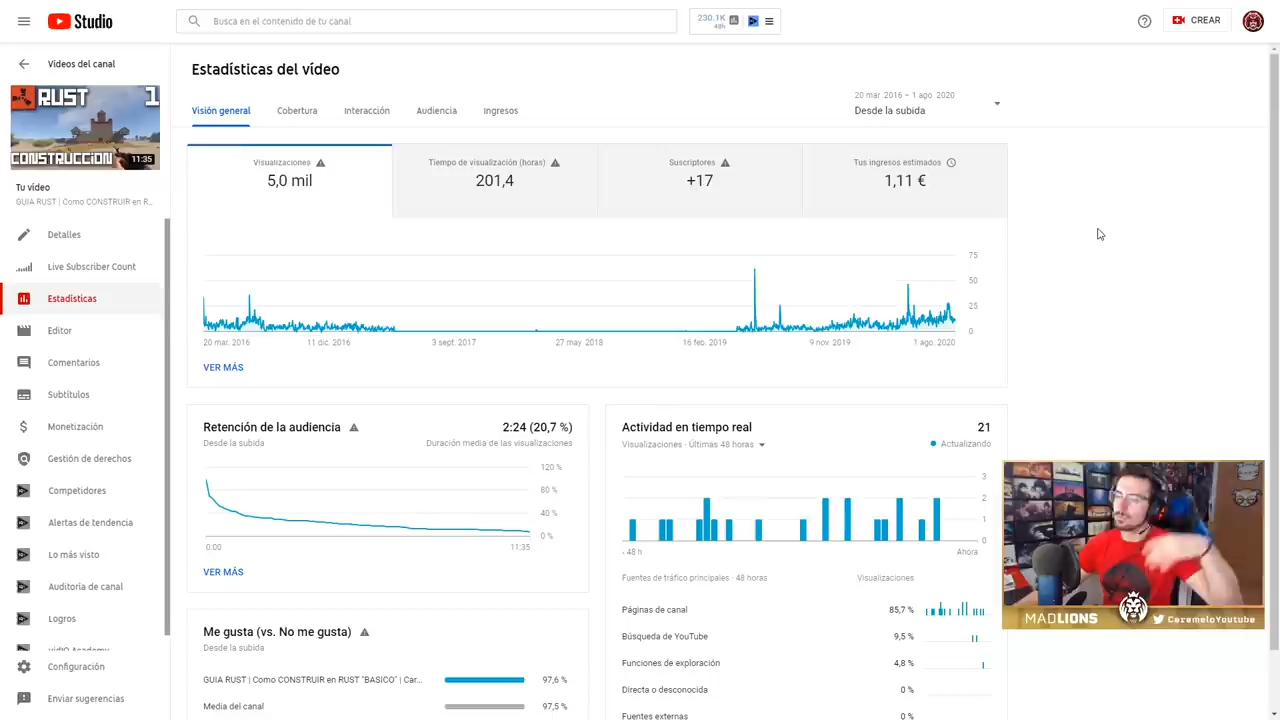 Studio
Busca en el contenido de tu canal
230.1K
48h
CREAR
Vídeos del canal
RUST 1
CONSTRUCCION
11:35
Tu vídeo
GUIA RUST | Como CONSTRUIR en R...
Detalles
Live Subscriber Count
Estadísticas
Editor
Comentarios
Subtítulos
Monetización
Gestión de derechos
Competidores
Alertas de tendencia
Lo más visto
Auditoría de canal
Logros
vidIQ Academy
Configuración
Enviar sugerencias
Estadísticas del vídeo
20 mar. 2016 – 1 ago. 2020
Desde la subida
Visión general
Cobertura
Interacción
Audiencia
Ingresos
Visualizaciones
5,0 mil
Tiempo de visualización (horas)
201,4
Suscriptores
+17
Tus ingresos estimados
1,11 €
75
50
25
0
20 mar. 2016
11 dic. 2016
3 sept. 2017
27 may. 2018
16 feb. 2019
9 nov. 2019
1 ago. 2020
VER MÁS
Retención de la audiencia
2:24 (20,7 %)
Desde la subida
Duración media de las visualizaciones
120 %
80 %
40 %
0 %
0:00
11:35
VER MÁS
Actividad en tiempo real
21
Visualizaciones · Últimas 48 horas
Actualizando
3
2
1
0
- 48 h
Ahora
Fuentes de tráfico principales · 48 horas
Visualizaciones
Páginas de canal
85,7 %
Búsqueda de YouTube
9,5 %
Funciones de exploración
4,8 %
Directa o desconocida
0 %
Fuentes externas
0 %
Me gusta (vs. No me gusta)
Desde la subida
GUIA RUST | Como CONSTRUIR en RUST "BASICO" | Car...
97,6 %
Media del canal
97,5 %
MADLIONS
CaremeloYoutube